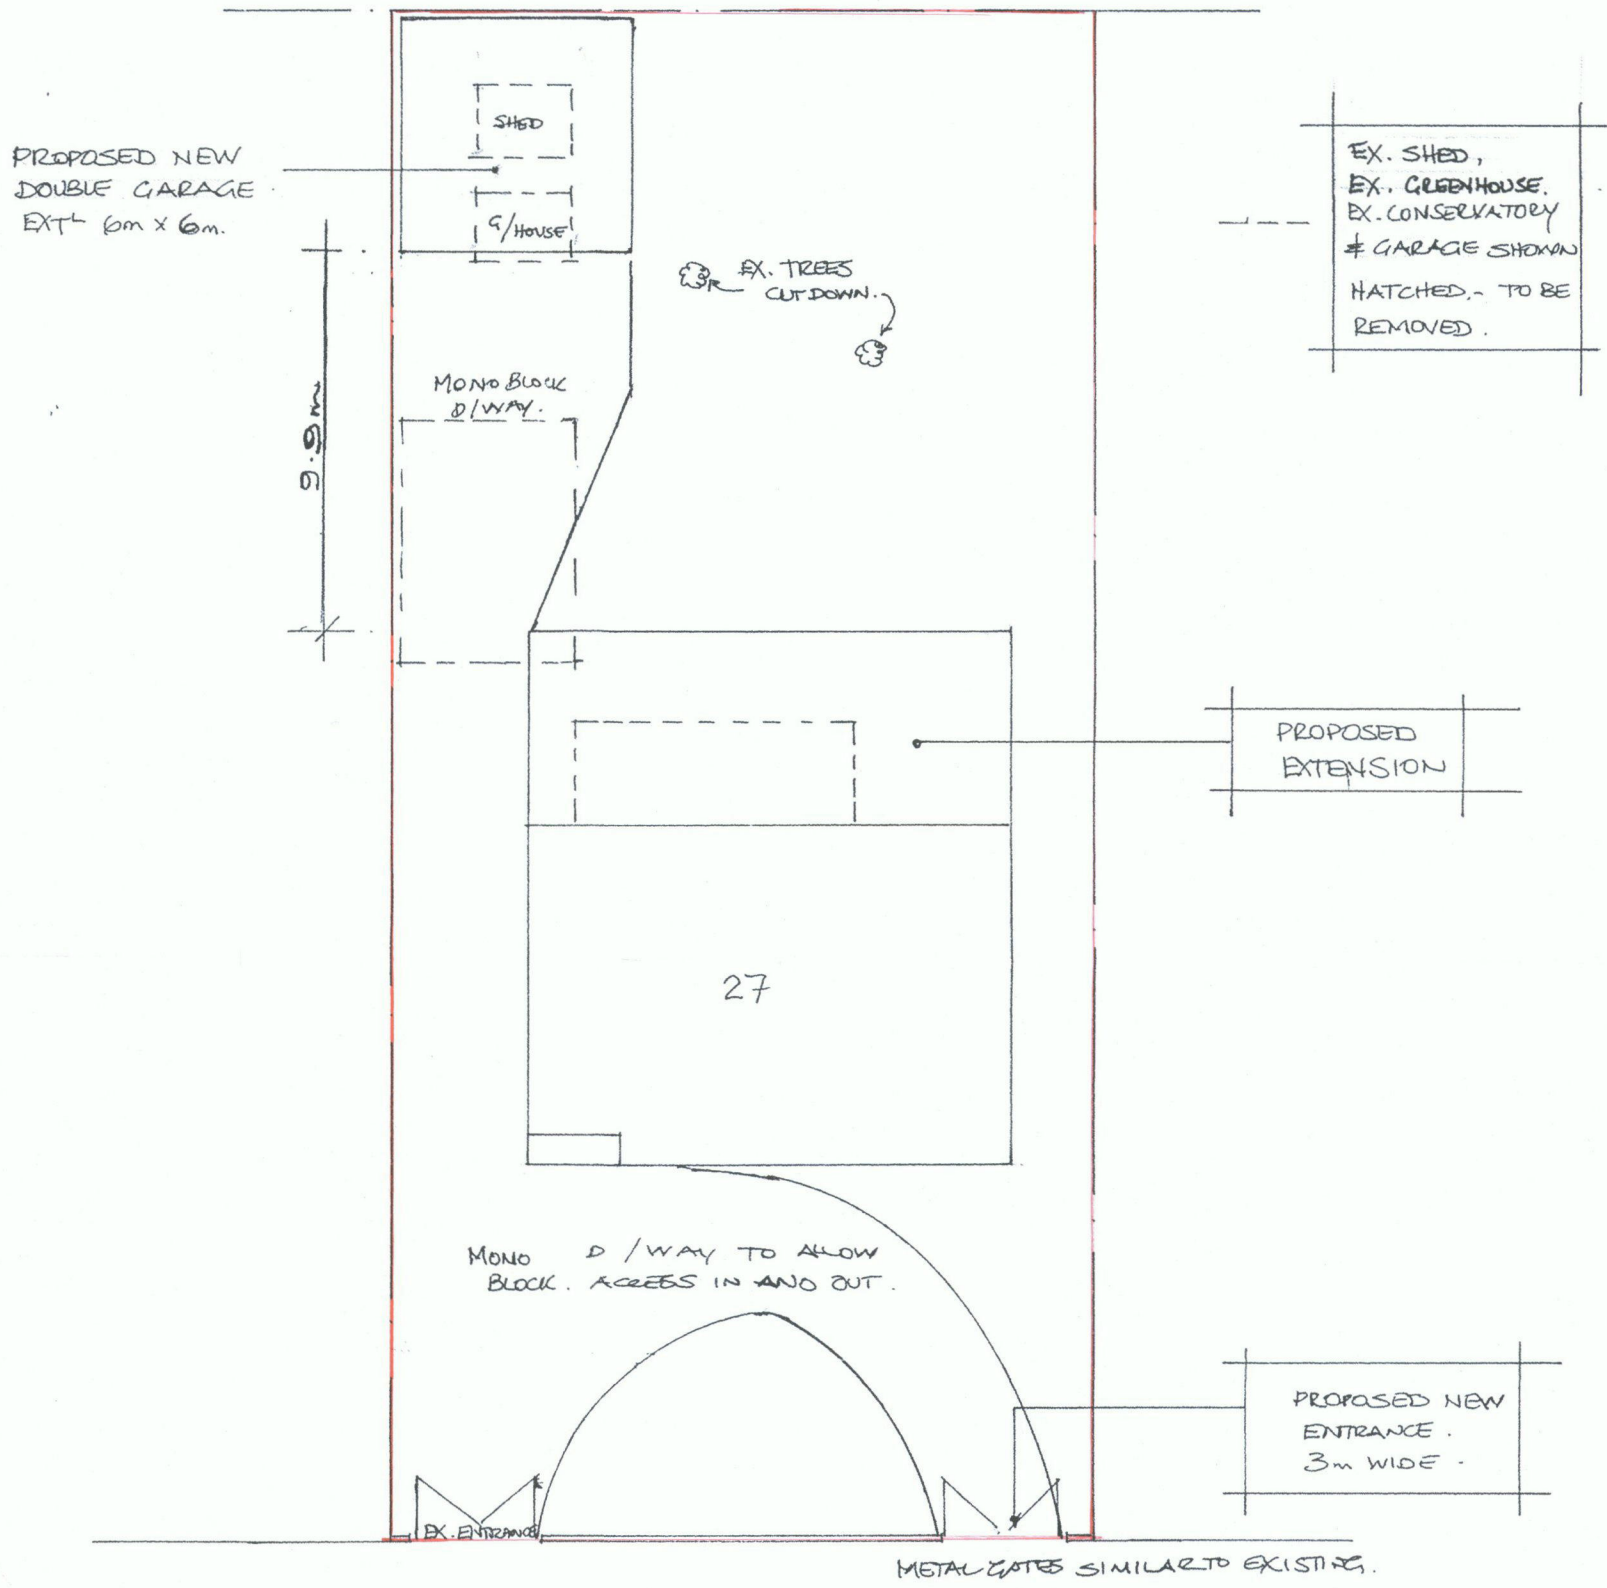 SHED
PROPOSED NEW
DOUBLE GARAGE
EXT^L 6m x 6m.
G/HOUSE
EX. SHED,
EX. GREENHOUSE.
EX. CONSERVATORY
& GARAGE SHOWN
HATCHED.- TO BE
REMOVED.
EX. TREES
CUT DOWN.
MONO BLOCK
D/WAY.
9.9m
PROPOSED
EXTENSION
27
MONO D/WAY TO ALLOW
BLOCK. ACCESS IN AND OUT.
PROPOSED NEW
ENTRANCE.
3m WIDE -
EX. ENTRANCE
METAL GATES SIMILAR TO EXISTING.